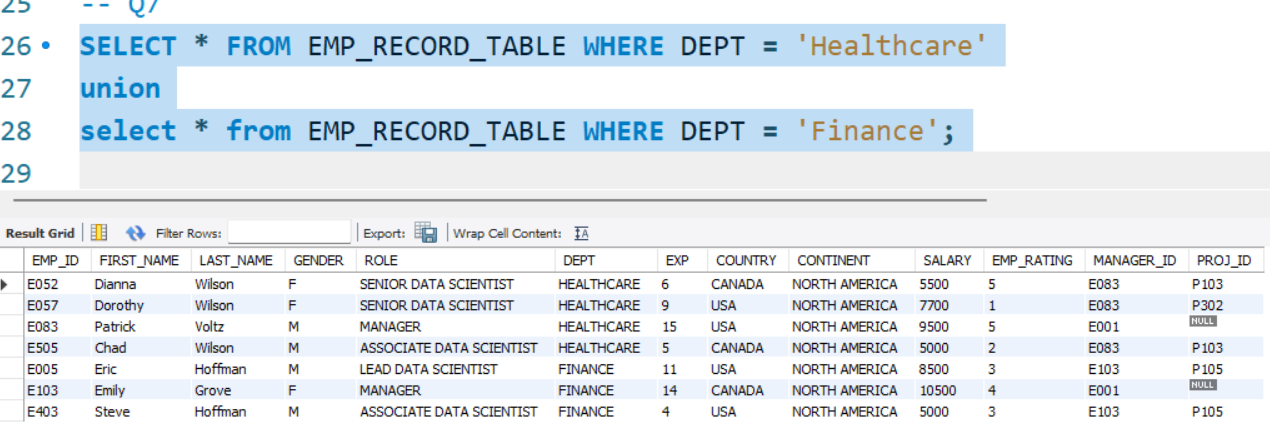 25 -- Q7
26 SELECT * FROM EMP_RECORD_TABLE WHERE DEPT = 'Healthcare'
27 union
28 select * from EMP_RECORD_TABLE WHERE DEPT = 'Finance';
29
Result Grid Filter Rows: Export: Wrap Cell Content: IA
EMP_ID FIRST_NAME LAST_NAME GENDER ROLE DEPT EXP COUNTRY CONTINENT SALARY EMP_RATING MANAGER_ID PROJ_ID
E052 Dianna Wilson F SENIOR DATA SCIENTIST HEALTHCARE 6 CANADA NORTH AMERICA 5500 5 E083 P103
E057 Dorothy Wilson F SENIOR DATA SCIENTIST HEALTHCARE 9 USA NORTH AMERICA 7700 1 E083 P302
E083 Patrick Voltz M MANAGER HEALTHCARE 15 USA NORTH AMERICA 9500 5 E001 NULL
E505 Chad Wilson M ASSOCIATE DATA SCIENTIST HEALTHCARE 5 CANADA NORTH AMERICA 5000 2 E083 P103
E005 Eric Hoffman M LEAD DATA SCIENTIST FINANCE 11 USA NORTH AMERICA 8500 3 E103 P105
E103 Emily Grove F MANAGER FINANCE 14 CANADA NORTH AMERICA 10500 4 E001 NULL
E403 Steve Hoffman M ASSOCIATE DATA SCIENTIST FINANCE 4 USA NORTH AMERICA 5000 3 E103 P105